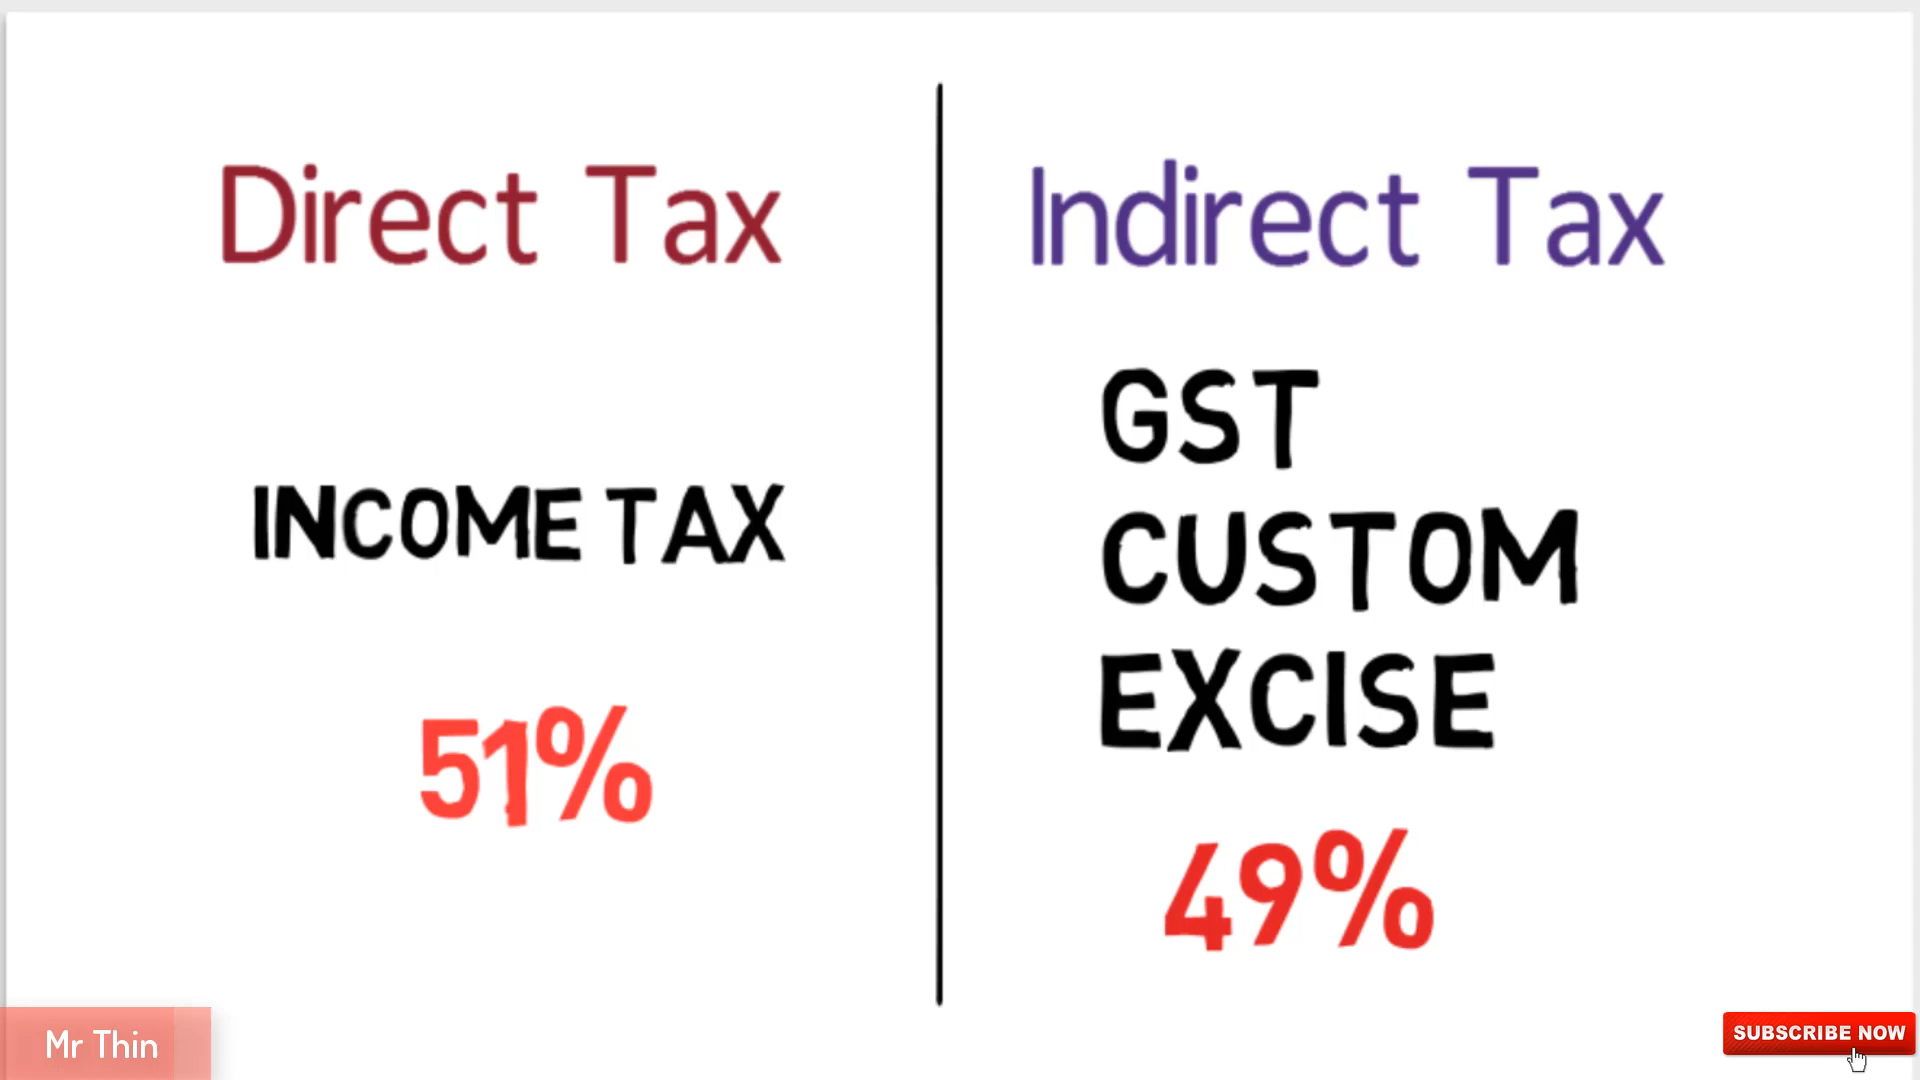 Direct Tax
INCOME TAX
51%
Indirect Tax
GST
CUSTOM
EXCISE
49%
Mr Thin
SUBSCRIBE NOW